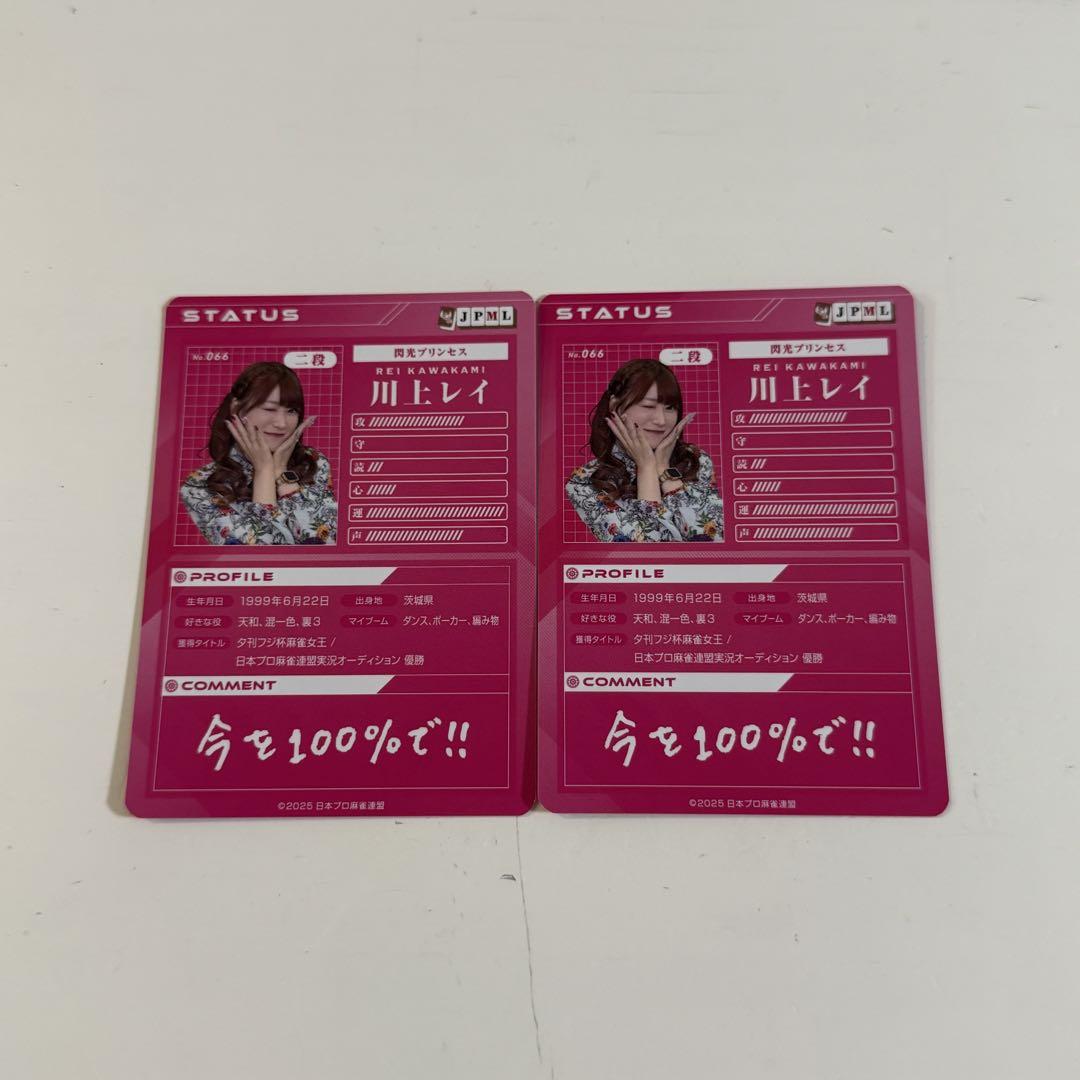 STATUS
JPML
No.066
二段
閃光プリンセス
REI KAWAKAMI
川上レイ
攻
守
読
心
運
声
PROFILE
生年月日 1999年6月22日 出身地 茨城県
好きな役 天和、混一色、裏3 マイブーム ダンス、ポーカー、編み物
獲得タイトル 夕刊フジ杯麻雀女王 /
日本プロ麻雀連盟実況オーディション 優勝
COMMENT
今を100%で!!
©2025 日本プロ麻雀連盟
STATUS
JPML
No.066
二段
閃光プリンセス
REI KAWAKAMI
川上レイ
攻
守
読
心
運
声
PROFILE
生年月日 1999年6月22日 出身地 茨城県
好きな役 天和、混一色、裏3 マイブーム ダンス、ポーカー、編み物
獲得タイトル 夕刊フジ杯麻雀女王 /
日本プロ麻雀連盟実況オーディション 優勝
COMMENT
今を100%で!!
©2025 日本プロ麻雀連盟